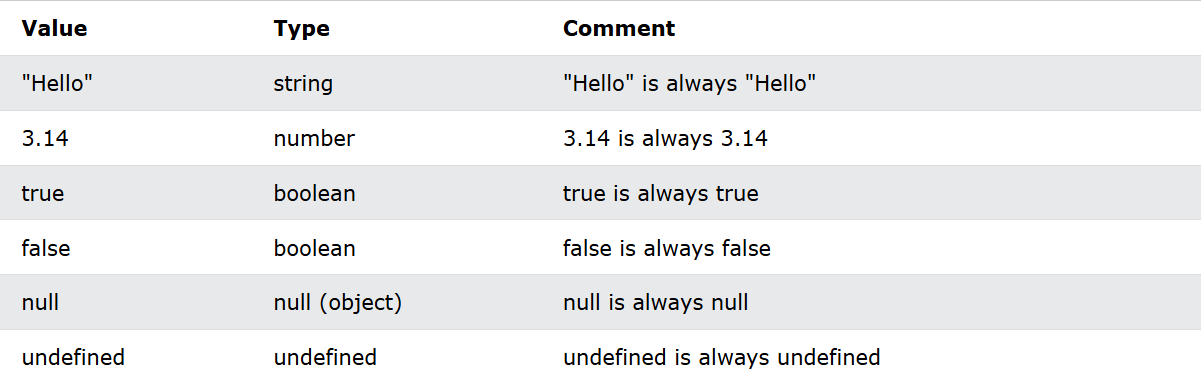 Value Type Comment
"Hello" string "Hello" is always "Hello"
3.14 number 3.14 is always 3.14
true boolean true is always true
false boolean false is always false
null null (object) null is always null
undefined undefined undefined is always undefined